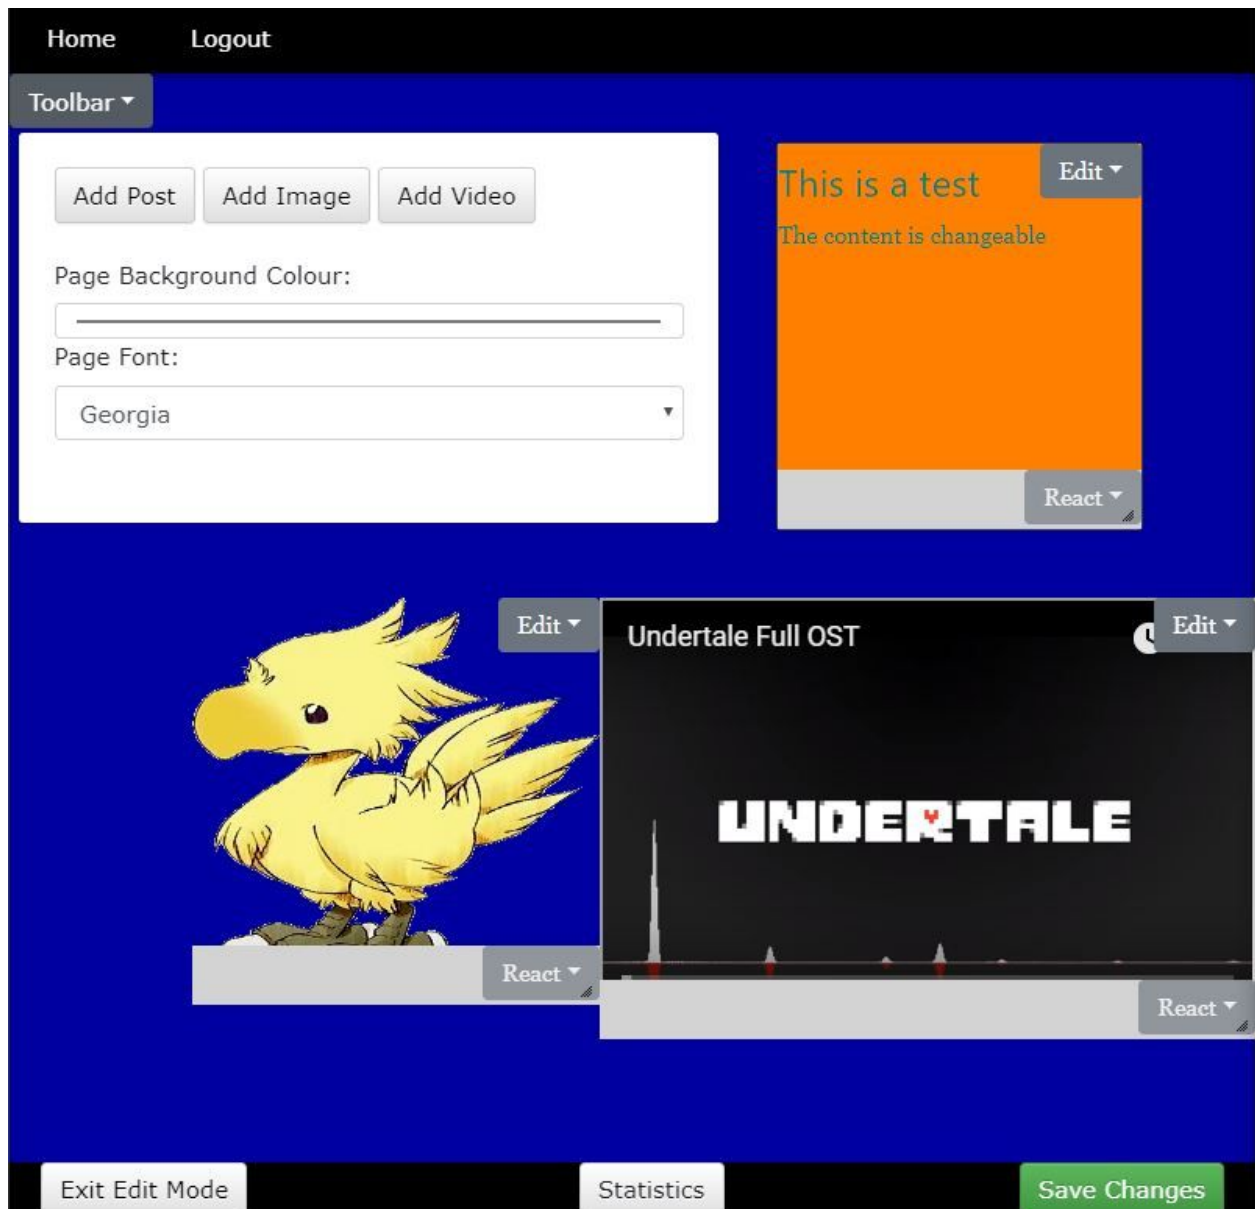 Home Logout
Toolbar
Add Post Add Image Add Video
Page Background Colour:
Page Font:
Georgia
This is a test
Edit
The content is changeable
React
Edit
React
Undertale Full OST
Edit
UNDERTALE
React
Exit Edit Mode Statistics Save Changes